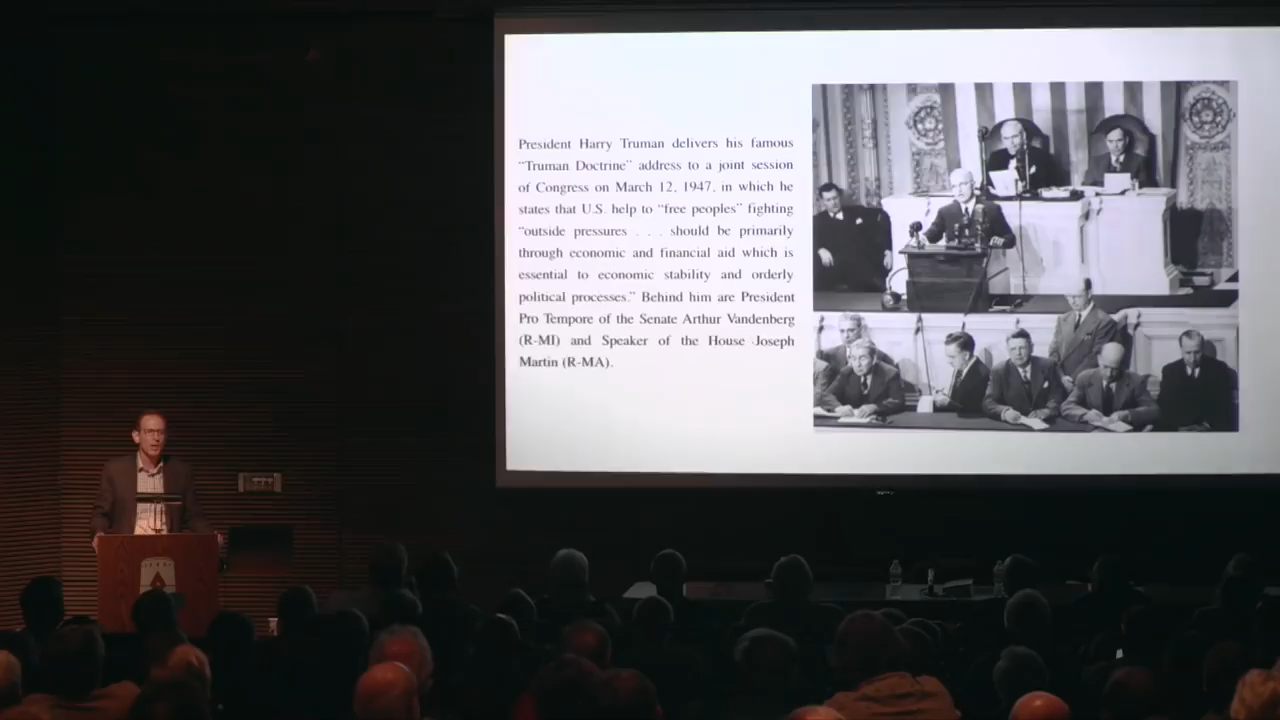 President Harry Truman delivers his famous
“Truman Doctrine” address to a joint session
of Congress on March 12, 1947, in which he
states that U.S. help to “free peoples” fighting
“outside pressures . . . should be primarily
through economic and financial aid which is
essential to economic stability and orderly
political processes.” Behind him are President
Pro Tempore of the Senate Arthur Vandenberg
(R-MI) and Speaker of the House Joseph
Martin (R-MA).